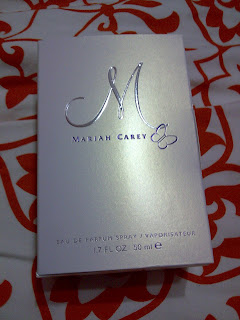 M
MARIAH CAREY
EAU DE PARFUM SPRAY / VAPORISATEUR
1.7 FL OZ. 50 ml e